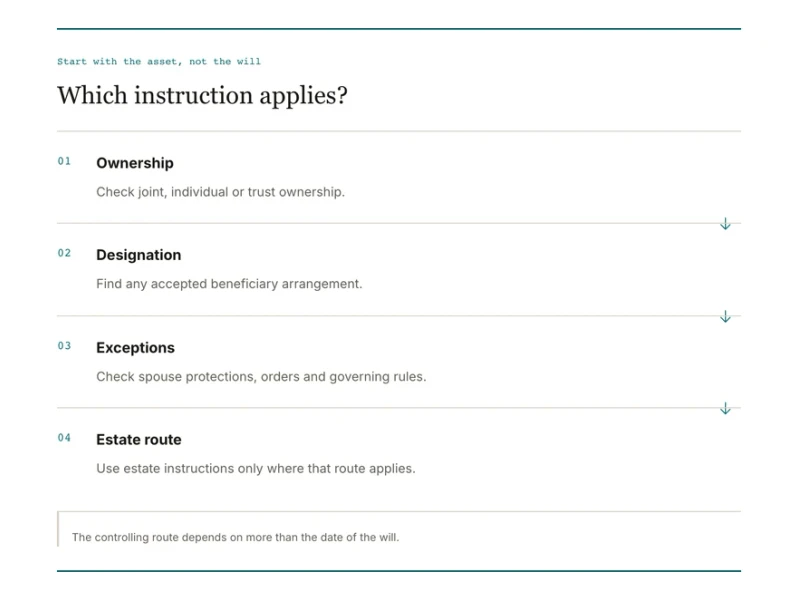 Start with the asset, not the will
Which instruction applies?
01
Ownership
Check joint, individual or trust ownership.
02
Designation
Find any accepted beneficiary arrangement.
03
Exceptions
Check spouse protections, orders and governing rules.
04
Estate route
Use estate instructions only where that route applies.
The controlling route depends on more than the date of the will.